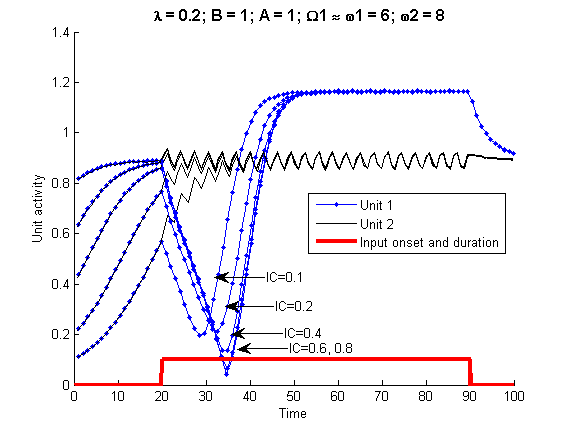 λ = 0.2; B = 1; A = 1; Ω1 ≈ ω1 = 6; ω2 = 8
1.4
1.2
1
0.8
0.6
0.4
0.2
0
Unit activity
Unit 1
Unit 2
Input onset and duration
IC=0.1
IC=0.2
IC=0.4
IC=0.6, 0.8
0 10 20 30 40 50 60 70 80 90 100
Time